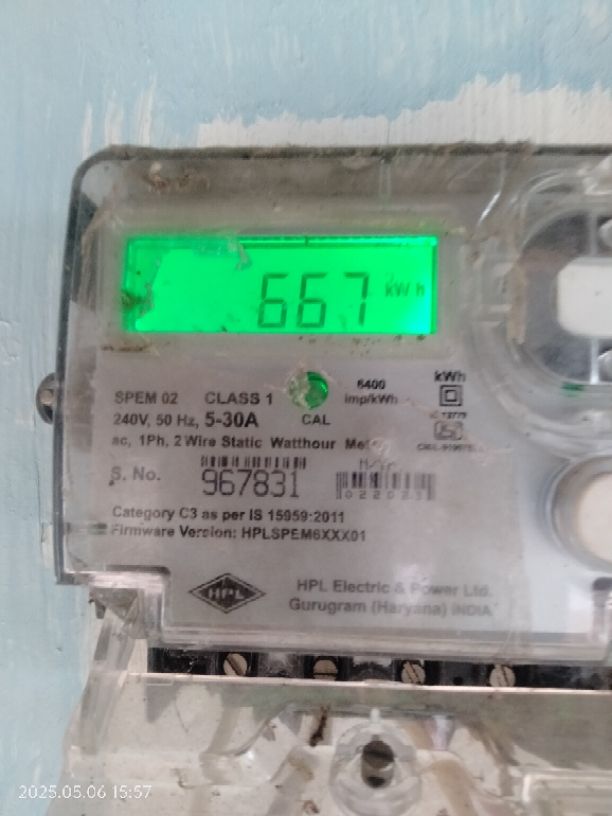 667 kWh
SPEM 02 CLASS 1 6400 kWh
240V, 50 Hz, 5-30A CAL imp/kWh
ac, 1Ph, 2 Wire Static Watthour
S. No. 967831 M/Yr
Category C3 as per IS 15959:2011
Firmware Version: HPLSPEM6XXX01
HPL HPL Electric & Power Ltd.
Gurugram (Haryana) INDIA
2025.05.06 15:57